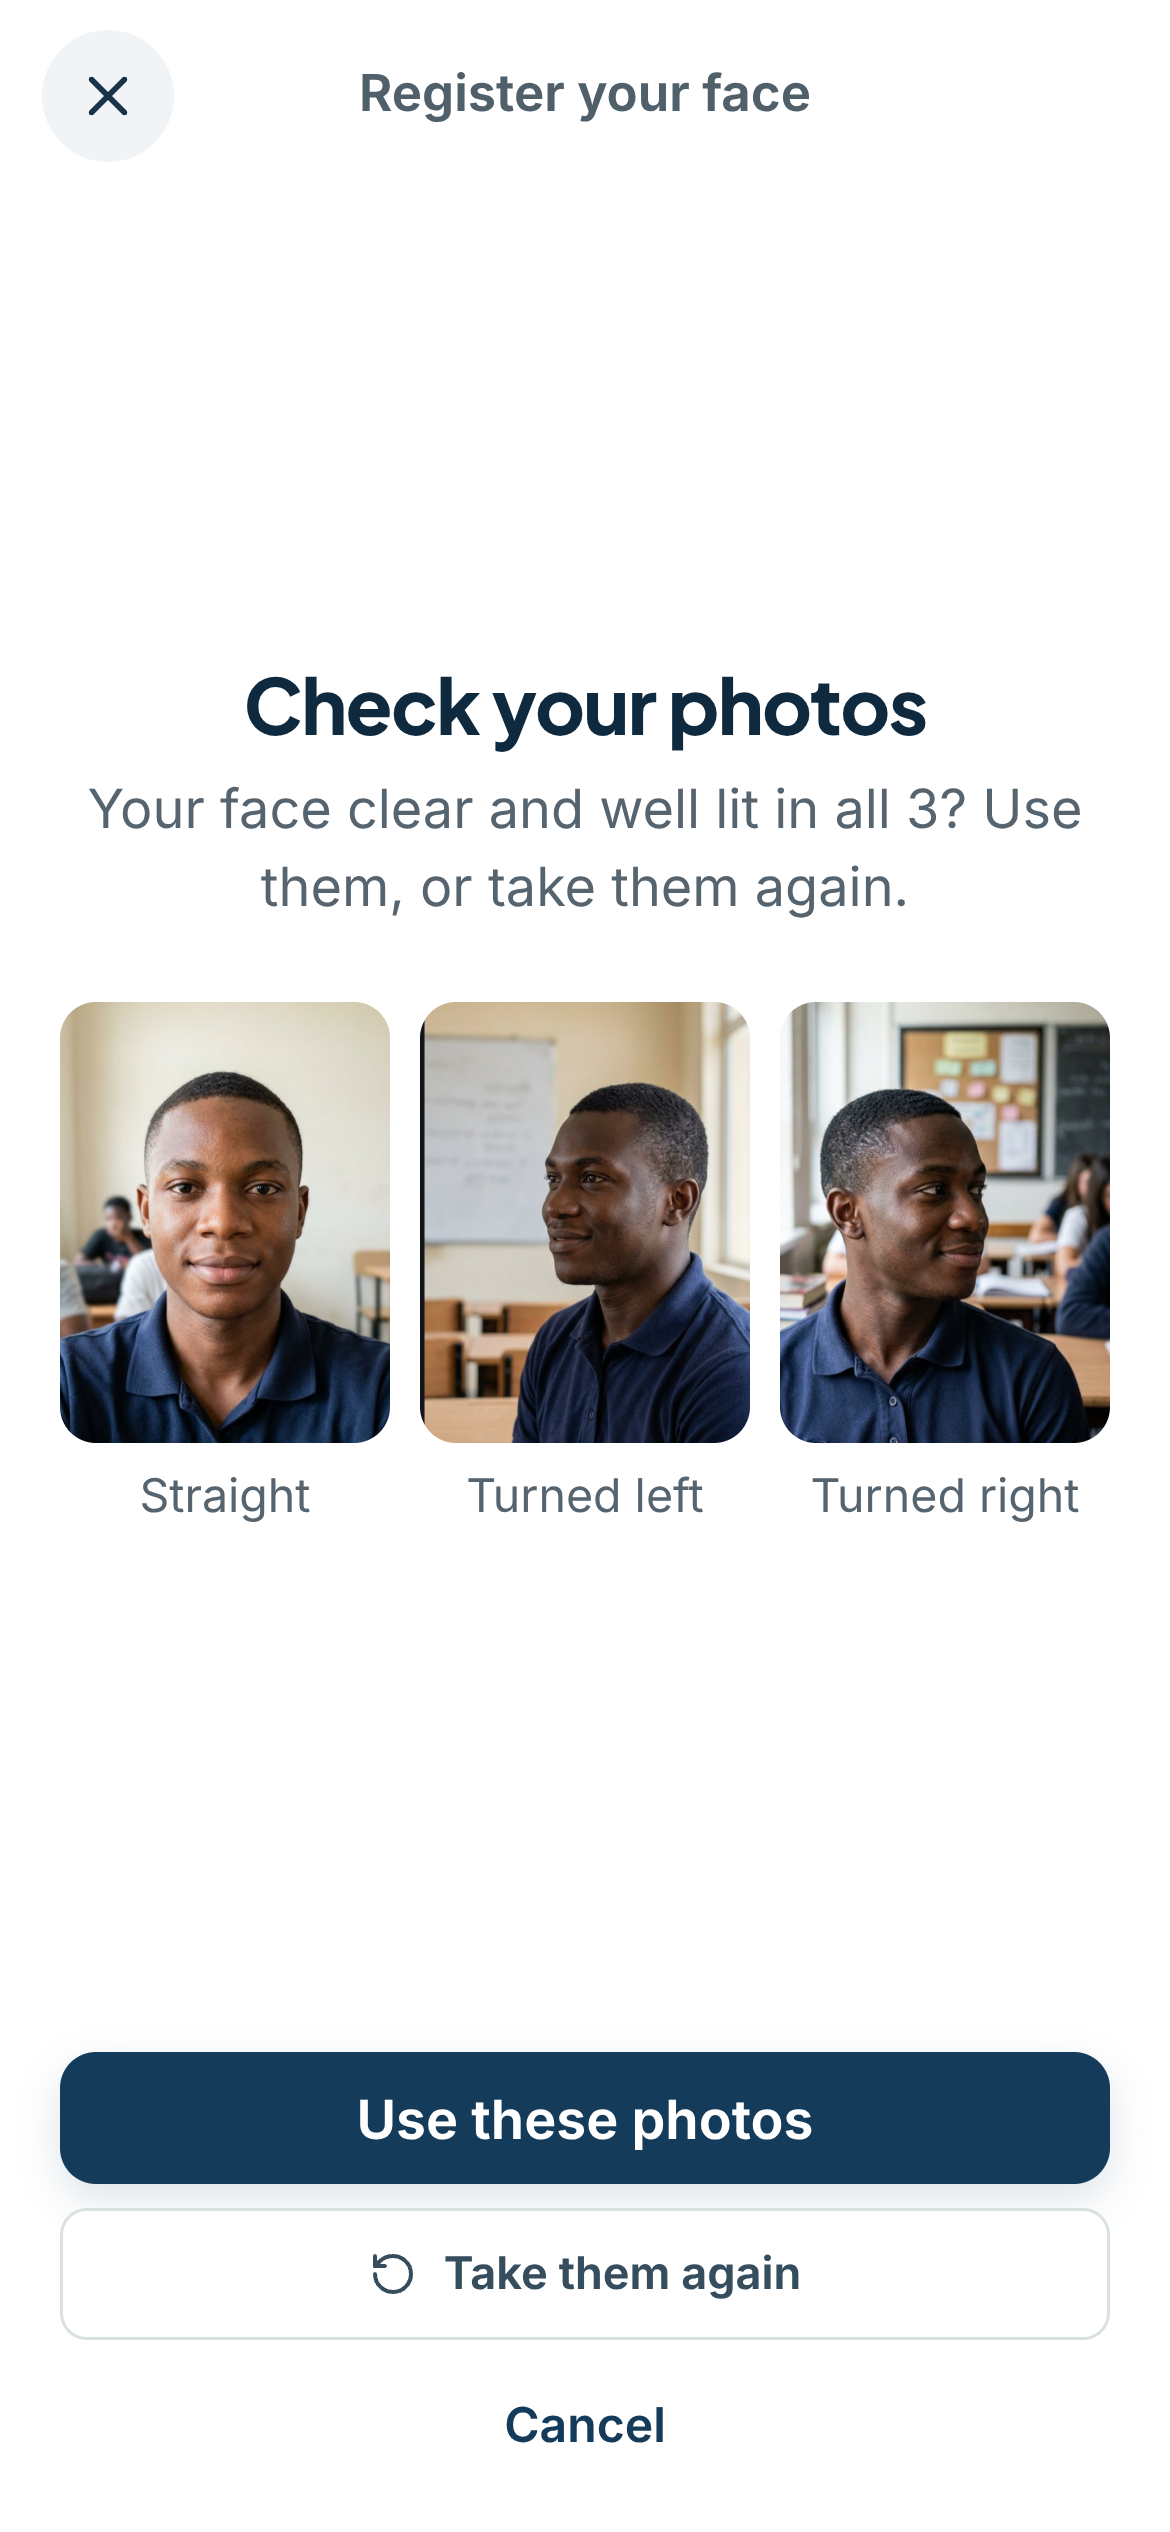 Register your face
Check your photos
Your face clear and well lit in all 3? Use
them, or take them again.
Straight
Turned left
Turned right
Use these photos
Take them again
Cancel